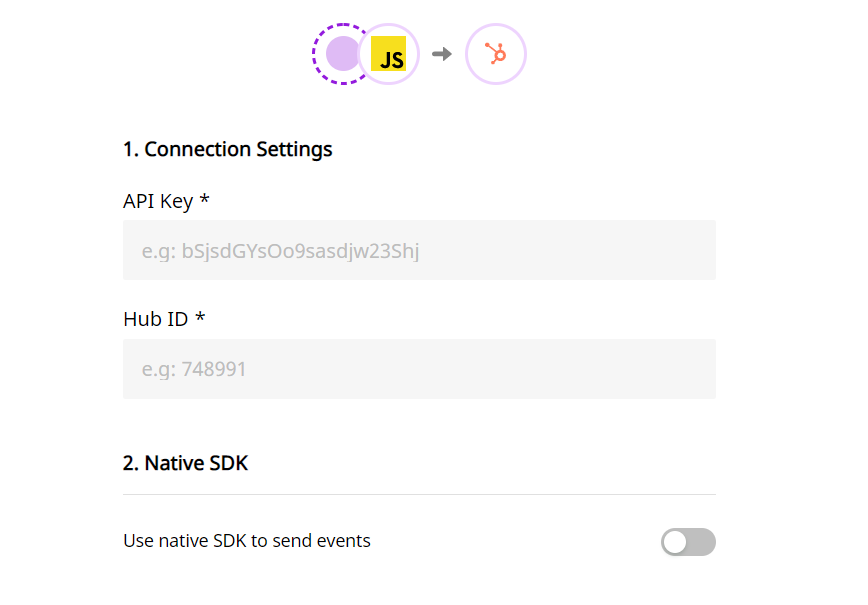 JS
1. Connection Settings
API Key *
e.g: bSjsdGYsOo9sasdjw23Shj
Hub ID *
e.g: 748991
2. Native SDK
Use native SDK to send events